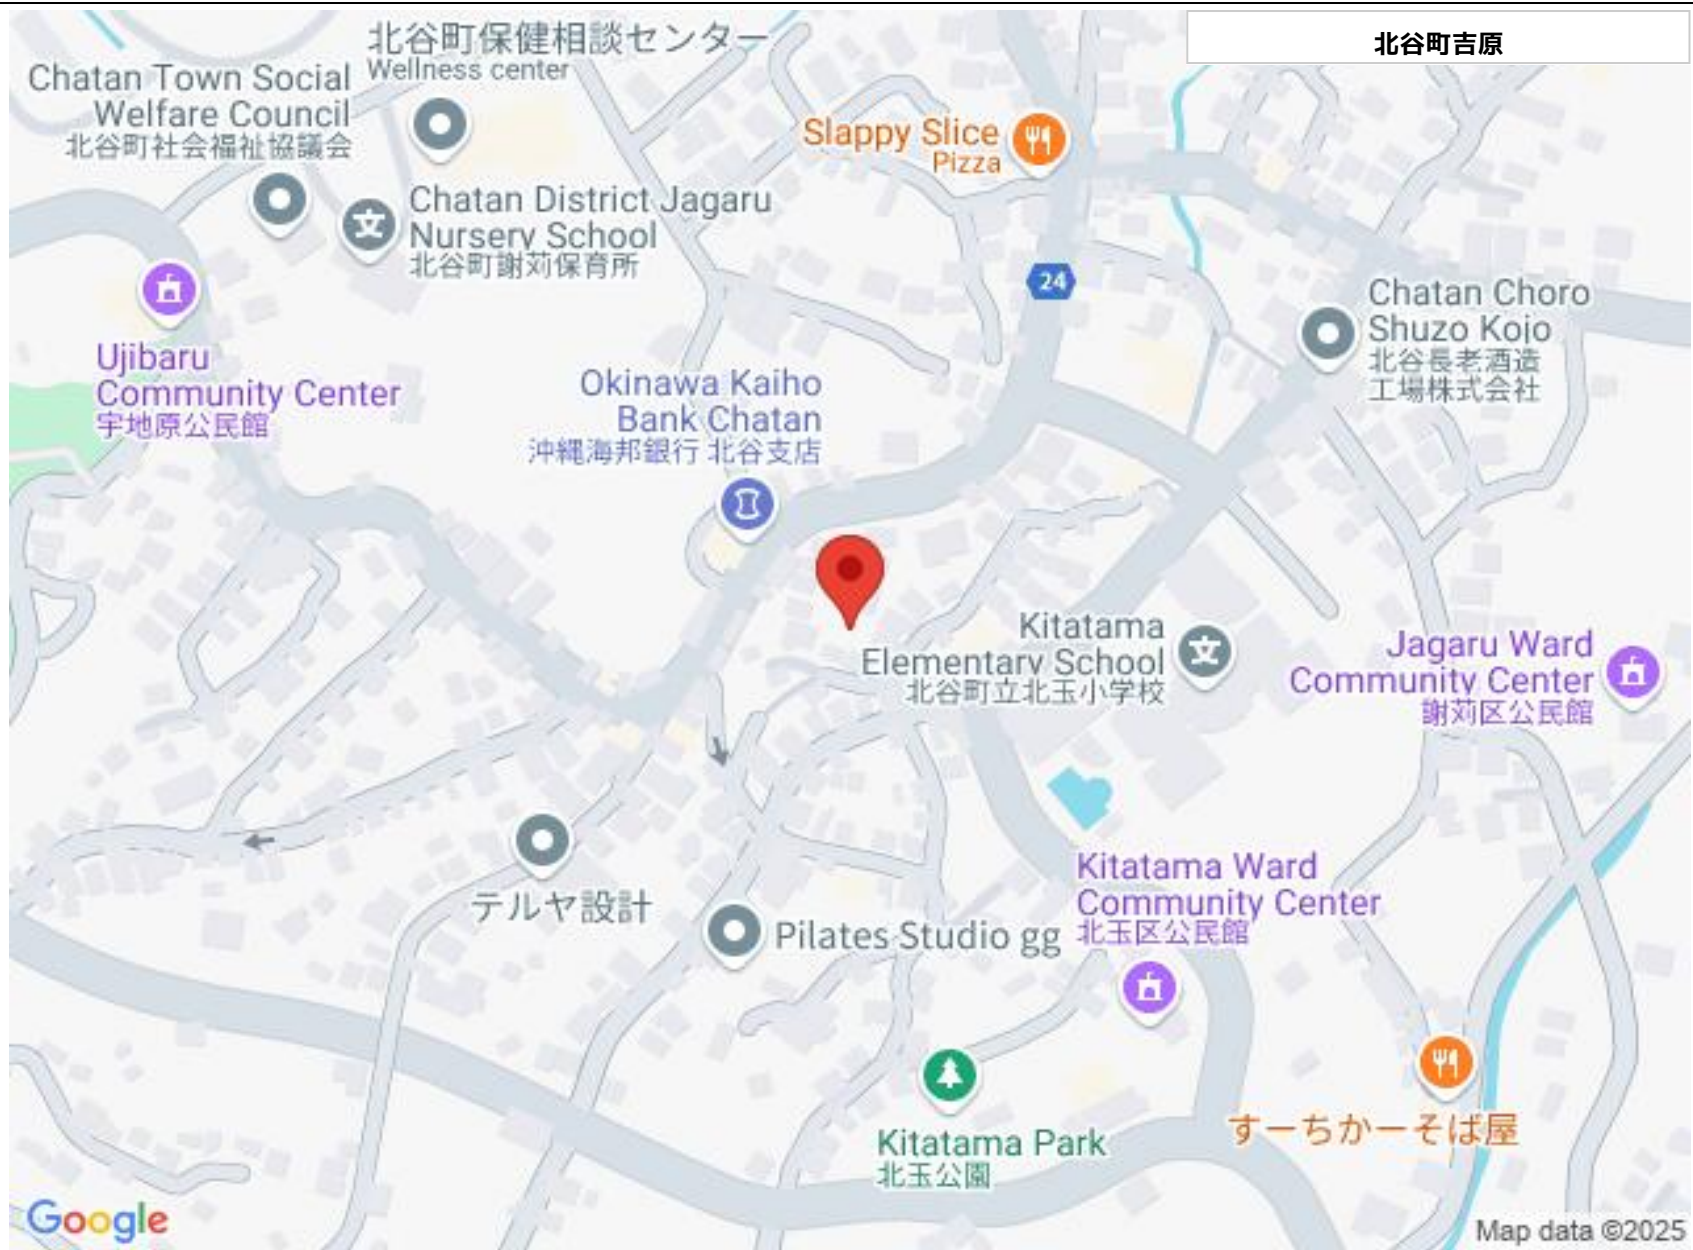 北谷町吉原
北谷町保健相談センター
Wellness center
Chatan Town Social
Welfare Council
北谷町社会福祉協議会
Slappy Slice
Pizza
Chatan District Jagaru
Nursery School
北谷町謝苅保育所
24
Chatan Choro
Shuzo Kojo
北谷長老酒造
工場株式会社
Ujibaru
Community Center
宇地原公民館
Okinawa Kaiho
Bank Chatan
沖縄海邦銀行 北谷支店
文
Kitatama
Elementary School
北谷町立北玉小学校
文
Jagaru Ward
Community Center
謝苅区公民館
テルヤ設計
Pilates Studio gg
Kitatama Ward
Community Center
北玉区公民館
すーちかーそば屋
Kitatama Park
北玉公園
Google
Map data ©2025